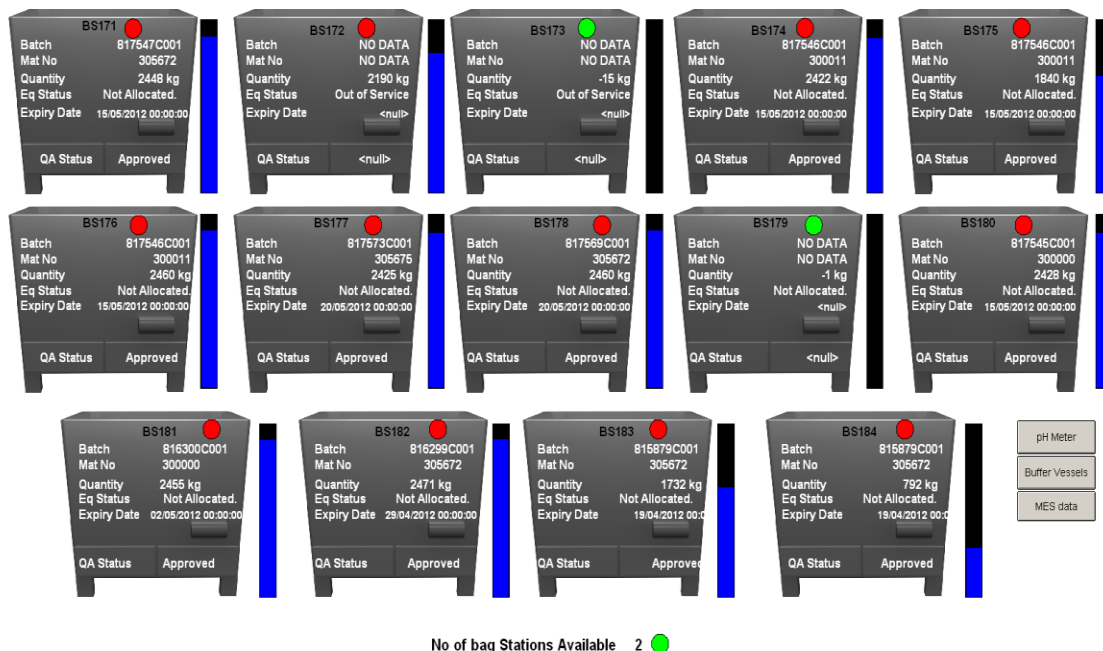 BS171
Batch 817547C001
Mat No 305672
Quantity 2448 kg
Eq Status Not Allocated.
Expiry Date 15/05/2012 00:00:00
QA Status Approved
BS172
Batch NO DATA
Mat No NO DATA
Quantity 2190 kg
Eq Status Out of Service
Expiry Date <null>
QA Status <null>
BS173
Batch NO DATA
Mat No NO DATA
Quantity -15 kg
Eq Status Out of Service
Expiry Date <null>
QA Status <null>
BS174
Batch 817546C001
Mat No 300011
Quantity 2422 kg
Eq Status Not Allocated.
Expiry Date 15/05/2012 00:00:00
QA Status Approved
BS175
Batch 817546C001
Mat No 300011
Quantity 1840 kg
Eq Status Not Allocated.
Expiry Date 15/05/2012 00:00:00
QA Status Approved
BS176
Batch 817546C001
Mat No 300011
Quantity 2460 kg
Eq Status Not Allocated.
Expiry Date 15/05/2012 00:00:00
QA Status Approved
BS177
Batch 817573C001
Mat No 305675
Quantity 2425 kg
Eq Status Not Allocated.
Expiry Date 20/05/2012 00:00:00
QA Status Approved
BS178
Batch 817569C001
Mat No 305672
Quantity 2460 kg
Eq Status Not Allocated.
Expiry Date 20/05/2012 00:00:00
QA Status Approved
BS179
Batch NO DATA
Mat No NO DATA
Quantity -1 kg
Eq Status Not Allocated.
Expiry Date <null>
QA Status <null>
BS180
Batch 817545C001
Mat No 300000
Quantity 2428 kg
Eq Status Not Allocated.
Expiry Date 15/05/2012 00:00:00
QA Status Approved
BS181
Batch 816300C001
Mat No 300000
Quantity 2455 kg
Eq Status Not Allocated.
Expiry Date 02/05/2012 00:00:00
QA Status Approved
BS182
Batch 816299C001
Mat No 305672
Quantity 2471 kg
Eq Status Not Allocated.
Expiry Date 29/04/2012 00:00:00
QA Status Approved
BS183
Batch 815879C001
Mat No 305672
Quantity 1732 kg
Eq Status Not Allocated.
Expiry Date 19/04/2012 00:0
QA Status Approved
BS184
Batch 815879C001
Mat No 305672
Quantity 792 kg
Eq Status Not Allocated.
Expiry Date 19/04/2012 00:0
QA Status Approved
pH Meter
Buffer Vessels
MES data
No of bag Stations Available 2